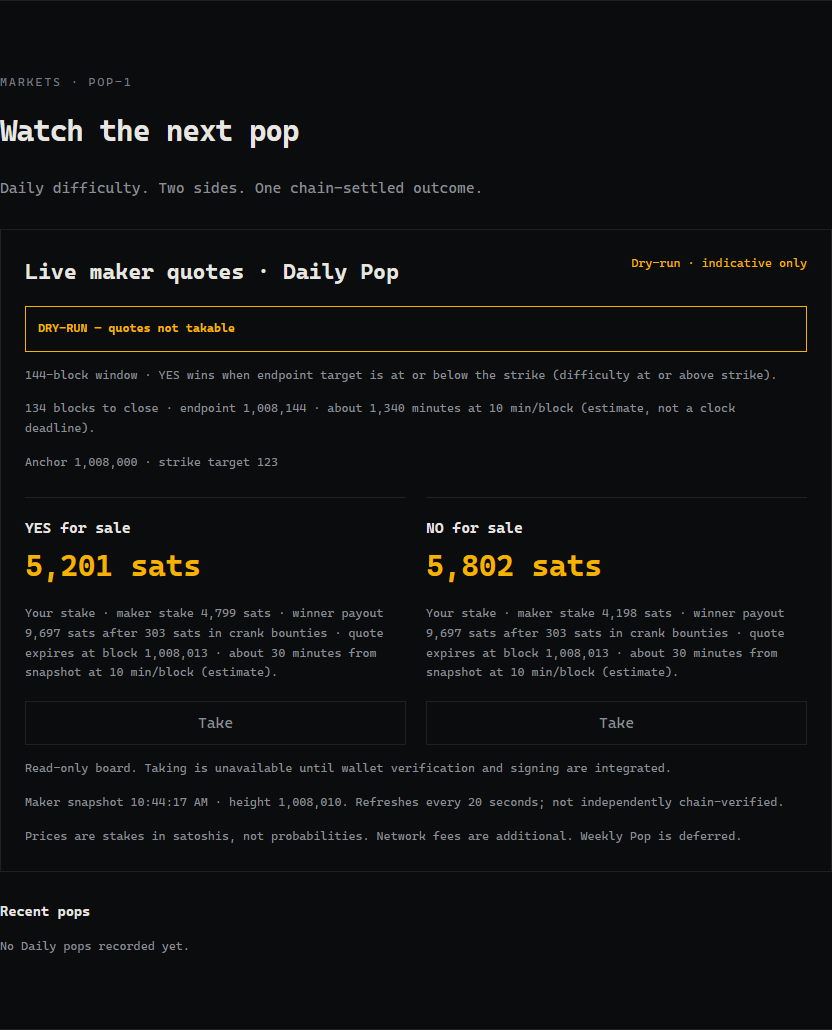 MARKETS · POP-1
Watch the next pop
Daily difficulty. Two sides. One chain-settled outcome.
Live maker quotes · Daily Pop
Dry-run · indicative only
DRY-RUN — quotes not takable
144-block window · YES wins when endpoint target is at or below the strike (difficulty at or above strike).
134 blocks to close · endpoint 1,008,144 · about 1,340 minutes at 10 min/block (estimate, not a clock
deadline).
Anchor 1,008,000 · strike target 123
YES for sale
5,201 sats
Your stake · maker stake 4,799 sats · winner payout
9,697 sats after 303 sats in crank bounties · quote
expires at block 1,008,013 · about 30 minutes from
snapshot at 10 min/block (estimate).
Take
NO for sale
5,802 sats
Your stake · maker stake 4,198 sats · winner payout
9,697 sats after 303 sats in crank bounties · quote
expires at block 1,008,013 · about 30 minutes from
snapshot at 10 min/block (estimate).
Take
Read-only board. Taking is unavailable until wallet verification and signing are integrated.
Maker snapshot 10:44:17 AM · height 1,008,010. Refreshes every 20 seconds; not independently chain-verified.
Prices are stakes in satoshis, not probabilities. Network fees are additional. Weekly Pop is deferred.
Recent pops
No Daily pops recorded yet.